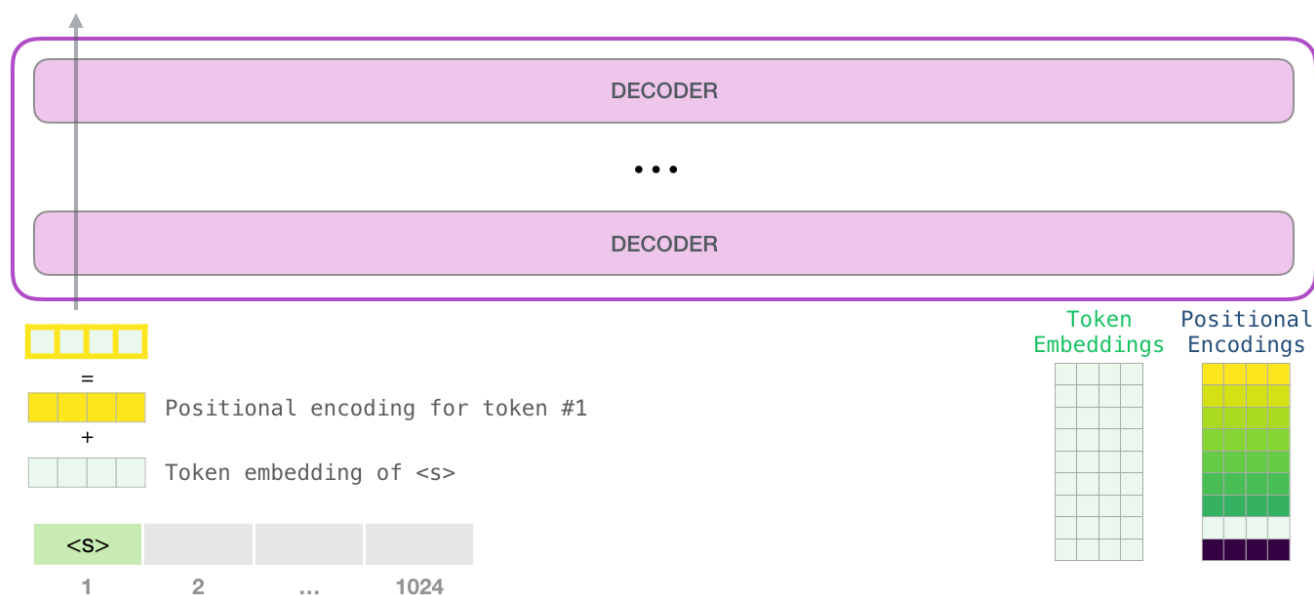 DECODER
...
DECODER
Token Embeddings
Positional Encodings
=
Positional encoding for token #1
+
Token embedding of <s>
<s>
1 2 ... 1024